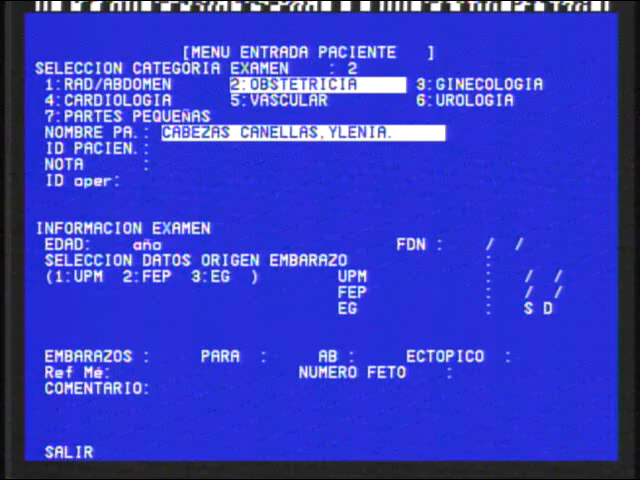 [MENU ENTRADA PACIENTE ]
SELECCION CATEGORIA EXAMEN : 2
1:RAD/ABDOMEN 2:OBSTETRICIA 3:GINECOLOGIA
4:CARDIOLOGIA 5:VASCULAR 6:UROLOGIA
7:PARTES PEQUEÑAS
NOMBRE PA.: CABEZAS CANELLAS,YLENIA.
ID PACIEN.:
NOTA :
ID oper:
INFORMACION EXAMEN
EDAD: año FDN : / /
SELECCION DATOS ORIGEN EMBARAZO :
(1:UPM 2:FEP 3:EG ) UPM : / /
FEP : / /
EG : S D
EMBARAZOS : PARA : AB : ECTOPICO :
Ref Mé: NUMERO FETO :
COMENTARIO:
SALIR